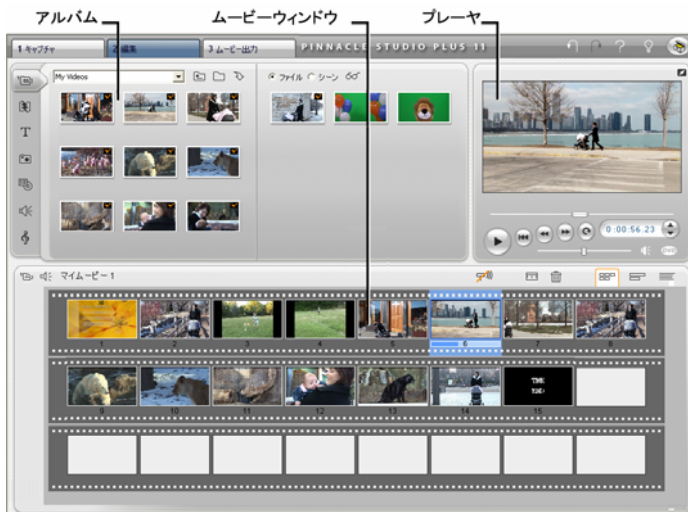 アルバム ムービーウィンドウ プレーヤ
1 キャプチャ 2 編集 3 ムービー出力 PINNACLE STUDIO PLUS 11
My Videos ファイル シーン
T
0:00:56.23
マイムービー 1
1 2 3 4 5 6 7 8
THE
9 10 11 12 13 14 15